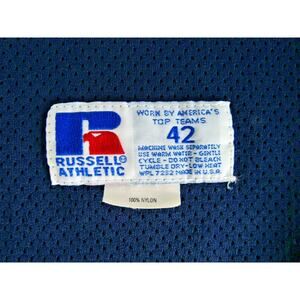 WORN BY AMERICA'S
TOP TEAMS
42
MACHINE WASH SEPARATELY
USE WARM WATER - GENTLE
CYCLE - DO NOT BLEACH
TUMBLE DRY - LOW HEAT
WPL 7252 MADE IN U.S.A.
RUSSELL®
ATHLETIC
100% NYLON